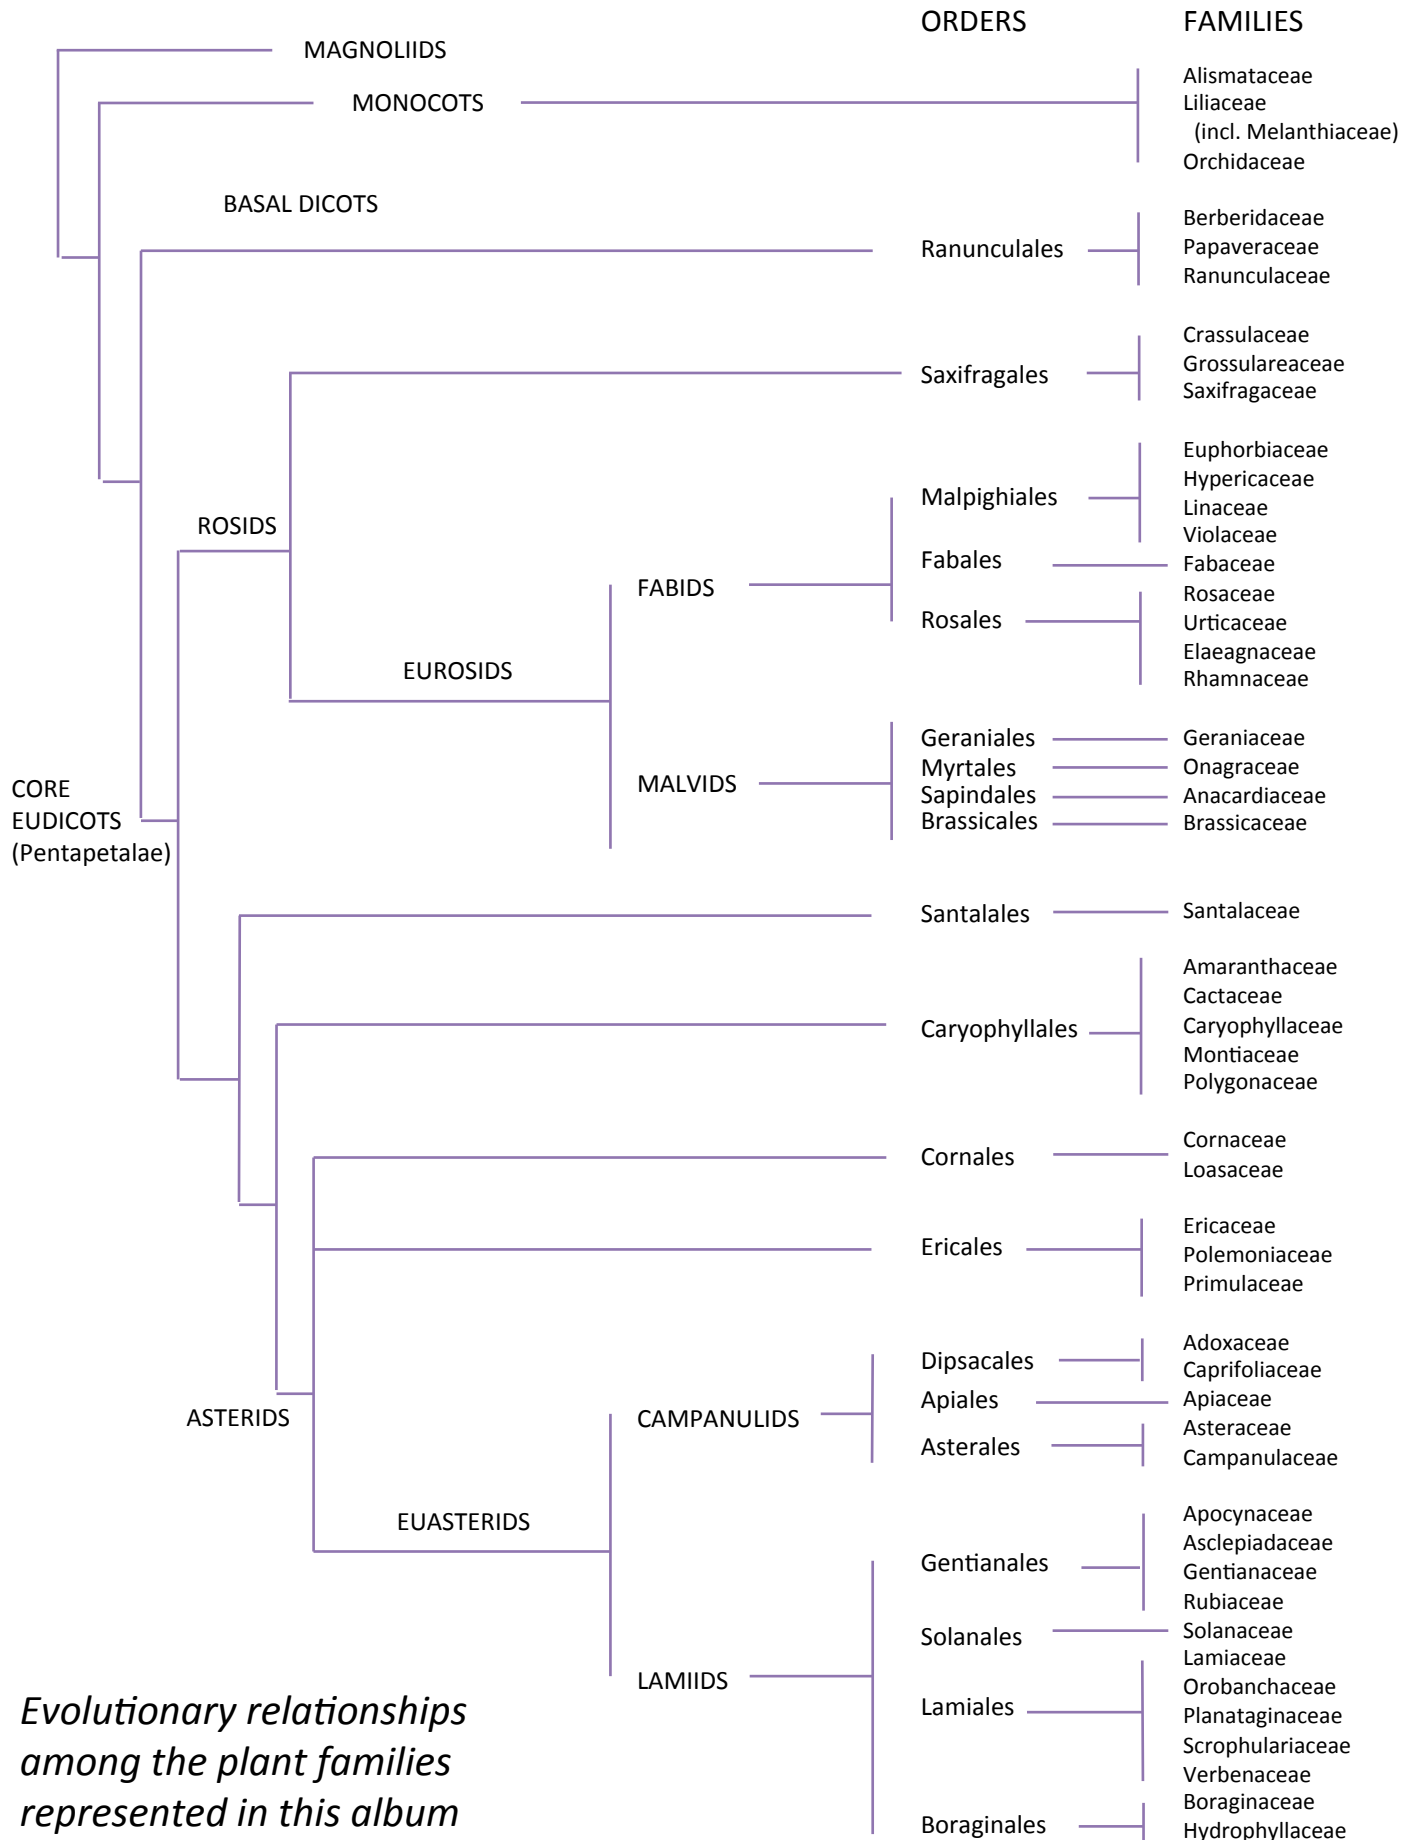 ORDERS FAMILIES
MAGNOLIIDS
MONOCOTS
Alismataceae
Liliaceae
(incl. Melanthiaceae)
Orchidaceae
BASAL DICOTS
Ranunculales
Berberidaceae
Papaveraceae
Ranunculaceae
Saxifragales
Crassulaceae
Grossulareaceae
Saxifragaceae
ROSIDS
EUROSIDS
FABIDS
Malpighiales
Euphorbiaceae
Hypericaceae
Linaceae
Violaceae
Fabales
Fabaceae
Rosales
Rosaceae
Urticaceae
Elaeagnaceae
Rhamnaceae
MALVIDS
Geraniales Geraniaceae
Myrtales Onagraceae
Sapindales Anacardiaceae
Brassicales Brassicaceae
CORE
EUDICOTS
(Pentapetalae)
Santalales Santalaceae
Caryophyllales
Amaranthaceae
Cactaceae
Caryophyllaceae
Montiaceae
Polygonaceae
Cornales
Cornaceae
Loasaceae
Ericales
Ericaceae
Polemoniaceae
Primulaceae
ASTERIDS
EUASTERIDS
CAMPANULIDS
Dipsacales
Adoxaceae
Caprifoliaceae
Apiales Apiaceae
Asterales
Asteraceae
Campanulaceae
LAMIIDS
Gentianales
Apocynaceae
Asclepiadaceae
Gentianaceae
Rubiaceae
Solanales Solanaceae
Lamiales
Lamiaceae
Orobanchaceae
Planataginaceae
Scrophulariaceae
Verbenaceae
Boraginales
Boraginaceae
Hydrophyllaceae
Evolutionary relationships
among the plant families
represented in this album